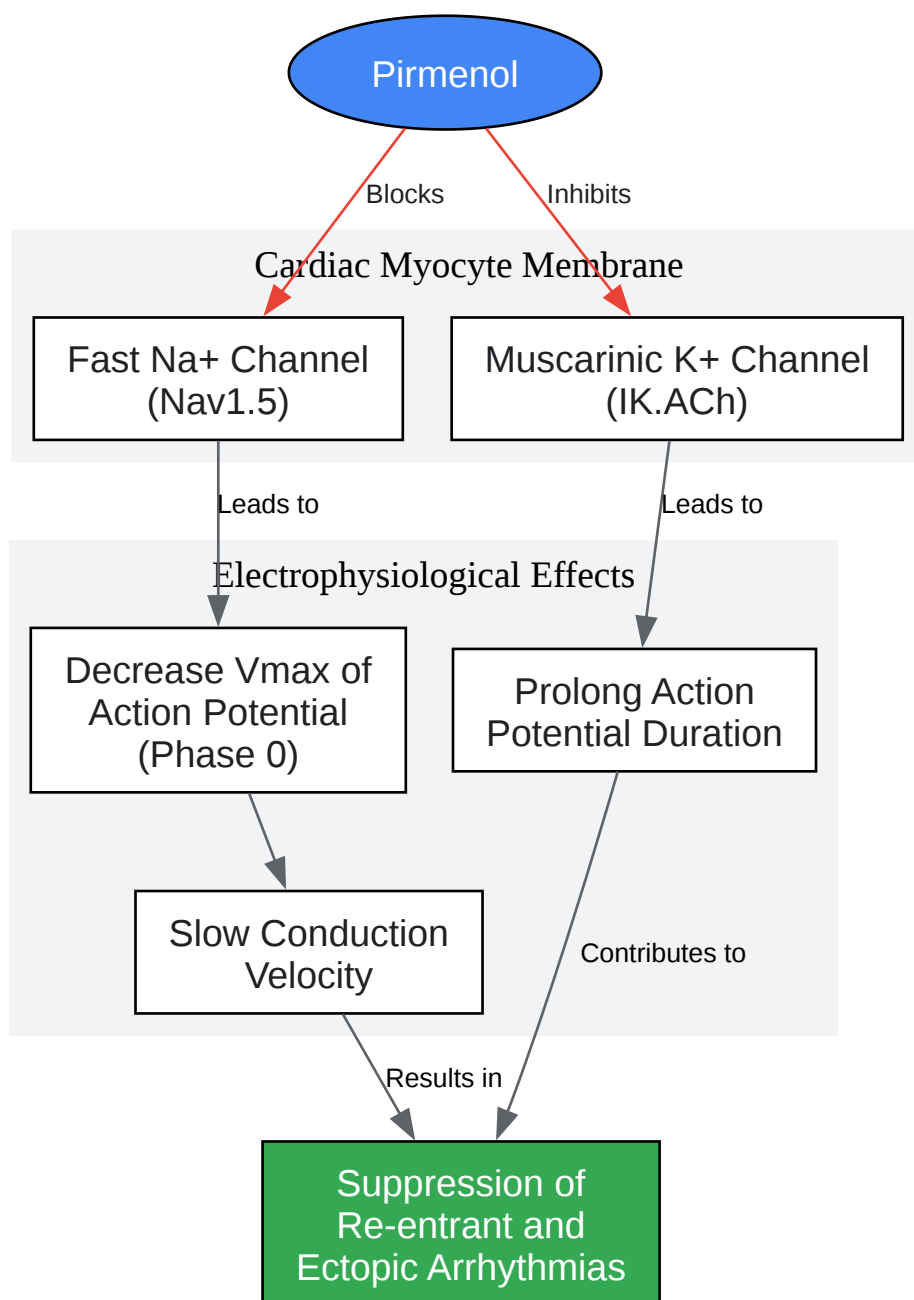 Pirmenol
Blocks
Inhibits
Cardiac Myocyte Membrane
Fast Na+ Channel
(Nav1.5)
Muscarinic K+ Channel
(IK.ACh)
Leads to
Leads to
Electrophysiological Effects
Decrease Vmax of
Action Potential
(Phase 0)
Prolong Action
Potential Duration
Slow Conduction
Velocity
Contributes to
Results in
Suppression of
Re-entrant and
Ectopic Arrhythmias